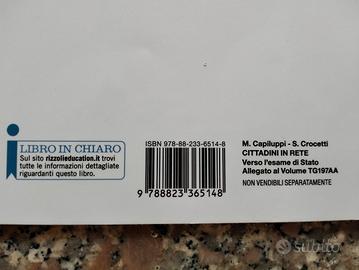 LIBRO IN CHIARO
Sul sito rizzolieducation.it trovi
tutte le informazioni dettagliate
riguardanti questo libro.
ISBN 978-88-233-6514-8
9 788823 365148
M. Capiluppi - S. Crocetti
CITTADINI IN RETE
Verso l'esame di Stato
Allegato al Volume TG197AA
NON VENDIBILI SEPARATAMENTE
subito